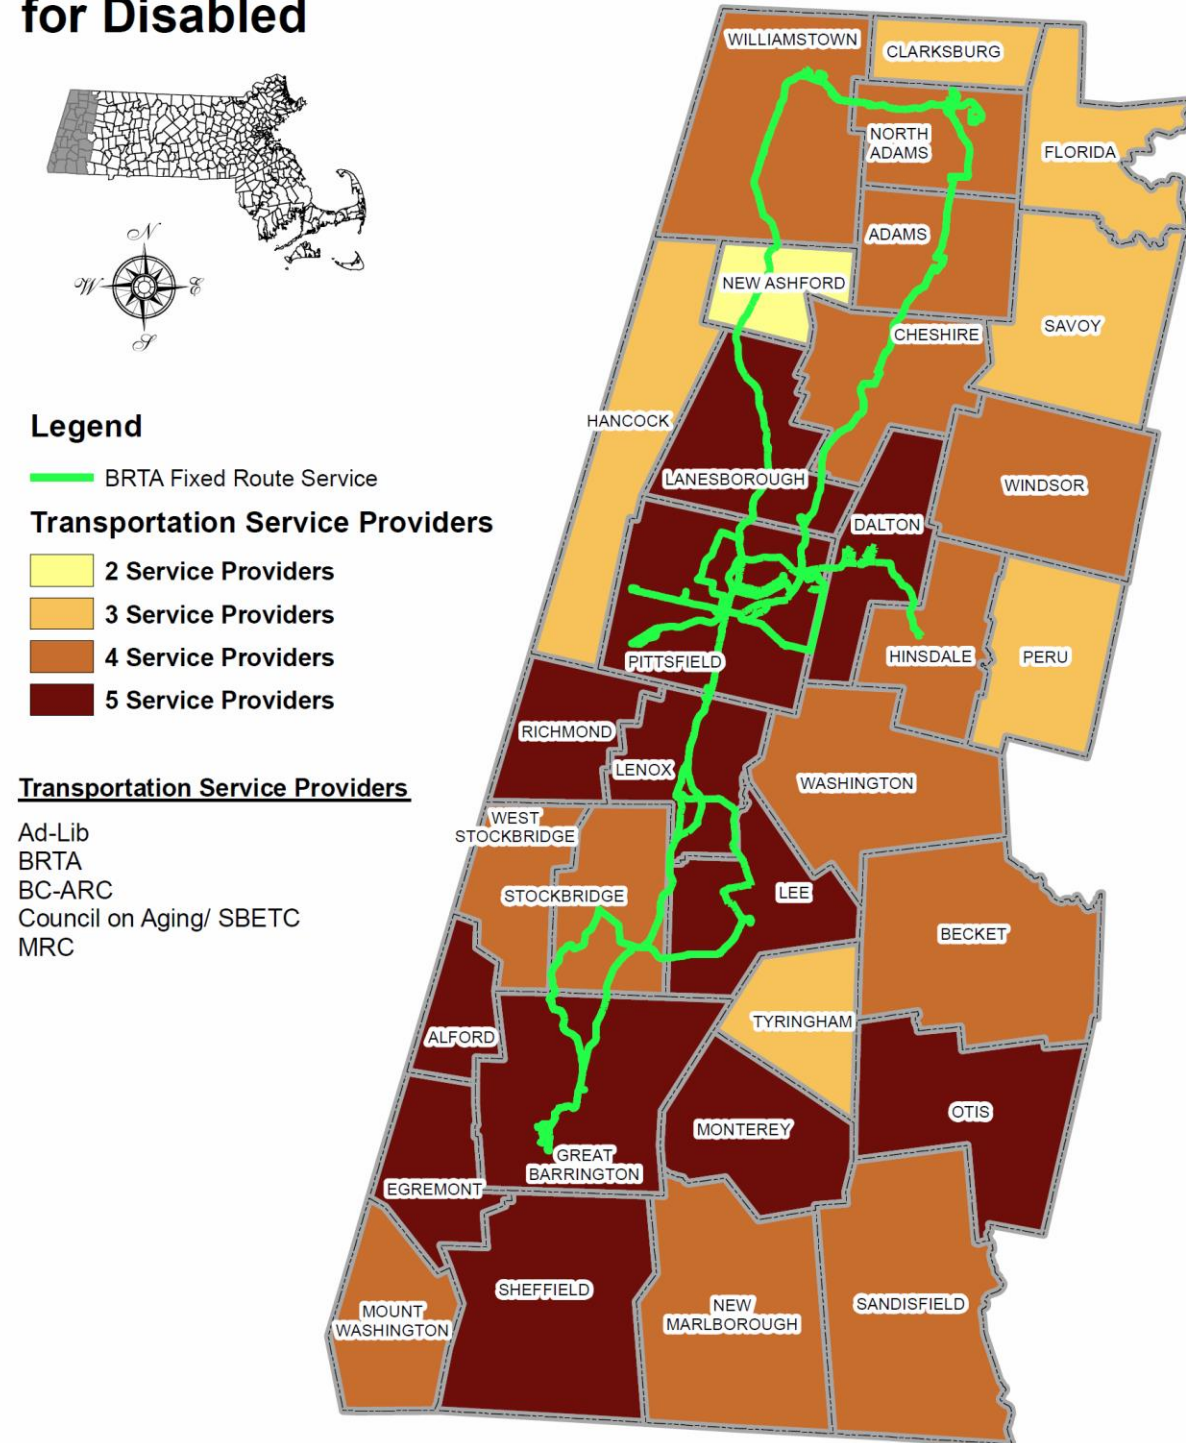 for Disabled
N
W
E
S
Legend
BRTA Fixed Route Service
Transportation Service Providers
2 Service Providers
3 Service Providers
4 Service Providers
5 Service Providers
Transportation Service Providers
Ad-Lib
BRTA
BC-ARC
Council on Aging/ SBETC
MRC
WILLIAMSTOWN
CLARKSBURG
NORTH
ADAMS
FLORIDA
ADAMS
NEW ASHFORD
CHESHIRE
SAVOY
HANCOCK
LANESBOROUGH
WINDSOR
DALTON
PITTSFIELD
HINSDALE
PERU
RICHMOND
LENOX
WASHINGTON
WEST
STOCKBRIDGE
STOCKBRIDGE
LEE
BECKET
TYRINGHAM
ALFORD
OTIS
MONTEREY
GREAT
BARRINGTON
EGREMONT
SHEFFIELD
MOUNT
WASHINGTON
NEW
MARLBOROUGH
SANDISFIELD